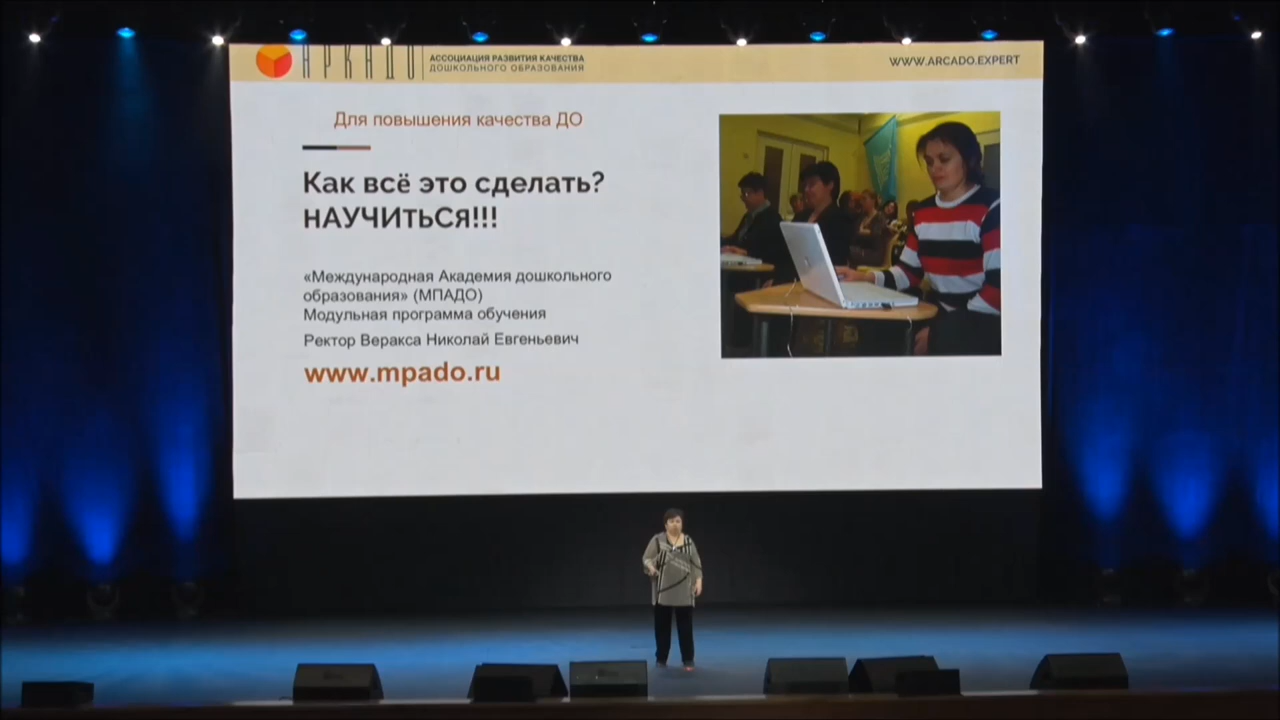 АРКАДО
АССОЦИАЦИЯ РАЗВИТИЯ КАЧЕСТВА
ДОШКОЛЬНОГО ОБРАЗОВАНИЯ
WWW.ARCADO.EXPERT
Для повышения качества ДО
Как всё это сделать?
нАУЧИтьСЯ!!!
«Международная Академия дошкольного
образования» (МПАДО)
Модульная программа обучения
Ректор Веракса Николай Евгеньевич
www.mpado.ru